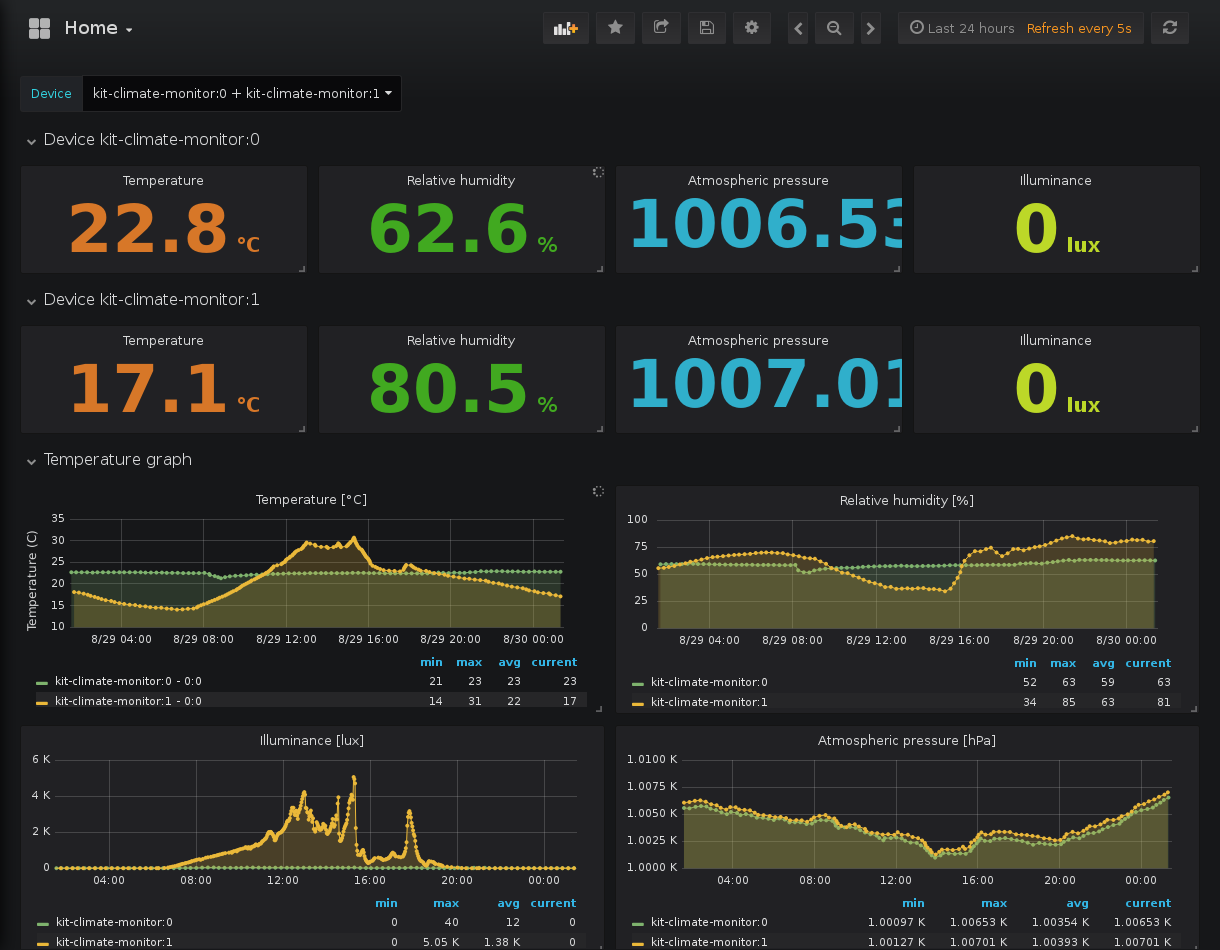 Home
Last 24 hours Refresh every 5s
Device kit-climate-monitor:0 + kit-climate-monitor:1
Device kit-climate-monitor:0
Temperature Relative humidity Atmospheric pressure Illuminance
22.8 °C 62.6 % 1006.53 0 lux
Device kit-climate-monitor:1
Temperature Relative humidity Atmospheric pressure Illuminance
17.1 °C 80.5 % 1007.01 0 lux
Temperature graph
Temperature [°C]
Temperature (C)
35
30
25
20
15
10
8/29 04:00 8/29 08:00 8/29 12:00 8/29 16:00 8/29 20:00 8/30 00:00
min max avg current
kit-climate-monitor:0 - 0:0 21 23 23 23
kit-climate-monitor:1 - 0:0 14 31 22 17
Relative humidity [%]
100
75
50
25
0
8/29 04:00 8/29 08:00 8/29 12:00 8/29 16:00 8/29 20:00 8/30 00:00
min max avg current
kit-climate-monitor:0 52 63 59 63
kit-climate-monitor:1 34 85 63 81
Illuminance [lux]
6 K
4 K
2 K
0
04:00 08:00 12:00 16:00 20:00 00:00
min max avg current
kit-climate-monitor:0 0 40 12 0
kit-climate-monitor:1 0 5.05 K 1.38 K 0
Atmospheric pressure [hPa]
1.0100 K
1.0075 K
1.0050 K
1.0025 K
1.0000 K
04:00 08:00 12:00 16:00 20:00 00:00
min max avg current
kit-climate-monitor:0 1.00097 K 1.00653 K 1.00354 K 1.00653 K
kit-climate-monitor:1 1.00127 K 1.00701 K 1.00393 K 1.00701 K